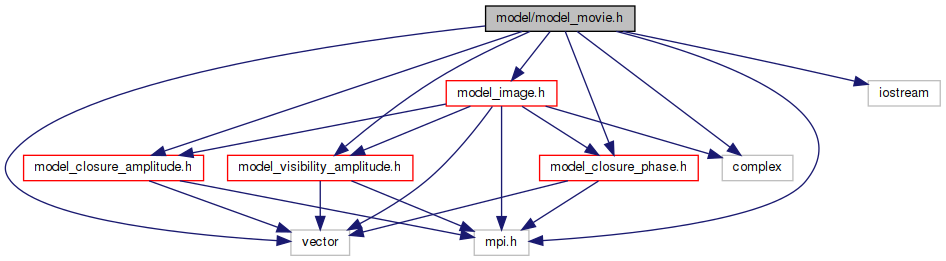 model/model_movie.h
model_image.h
iostream
model_closure_amplitude.h
model_visibility_amplitude.h
model_closure_phase.h
complex
vector
mpi.h